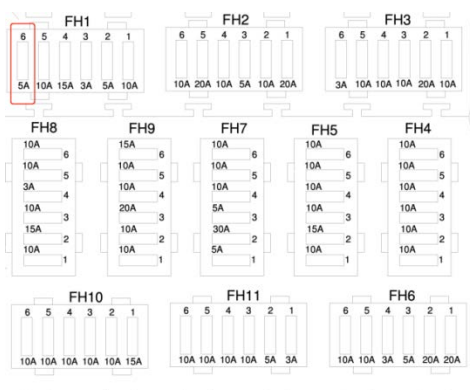 FH1 FH2 FH3
6 5 4 3 2 1 6 5 4 3 2 1 6 5 4 3 2 1
5A 10A 15A 3A 5A 10A 10A 20A 10A 5A 10A 20A 3A 10A 10A 10A 20A 10A
FH8 FH9 FH7 FH5 FH4
10A 15A 10A 10A 10A
6 6 6 6 6
10A 10A 10A 10A 10A
5 5 5 5 5
3A 10A 10A 10A 10A
4 4 4 4 4
10A 20A 5A 10A 10A
3 3 3 3 3
15A 10A 30A 15A 10A
2 2 2 2 2
10A 10A 5A 10A 10A
1 1 1 1 1
FH10 FH11 FH6
6 5 4 3 2 1 6 5 4 3 2 1 6 5 4 3 2 1
10A 10A 10A 10A 10A 15A 10A 10A 10A 10A 5A 3A 10A 10A 3A 5A 20A 20A